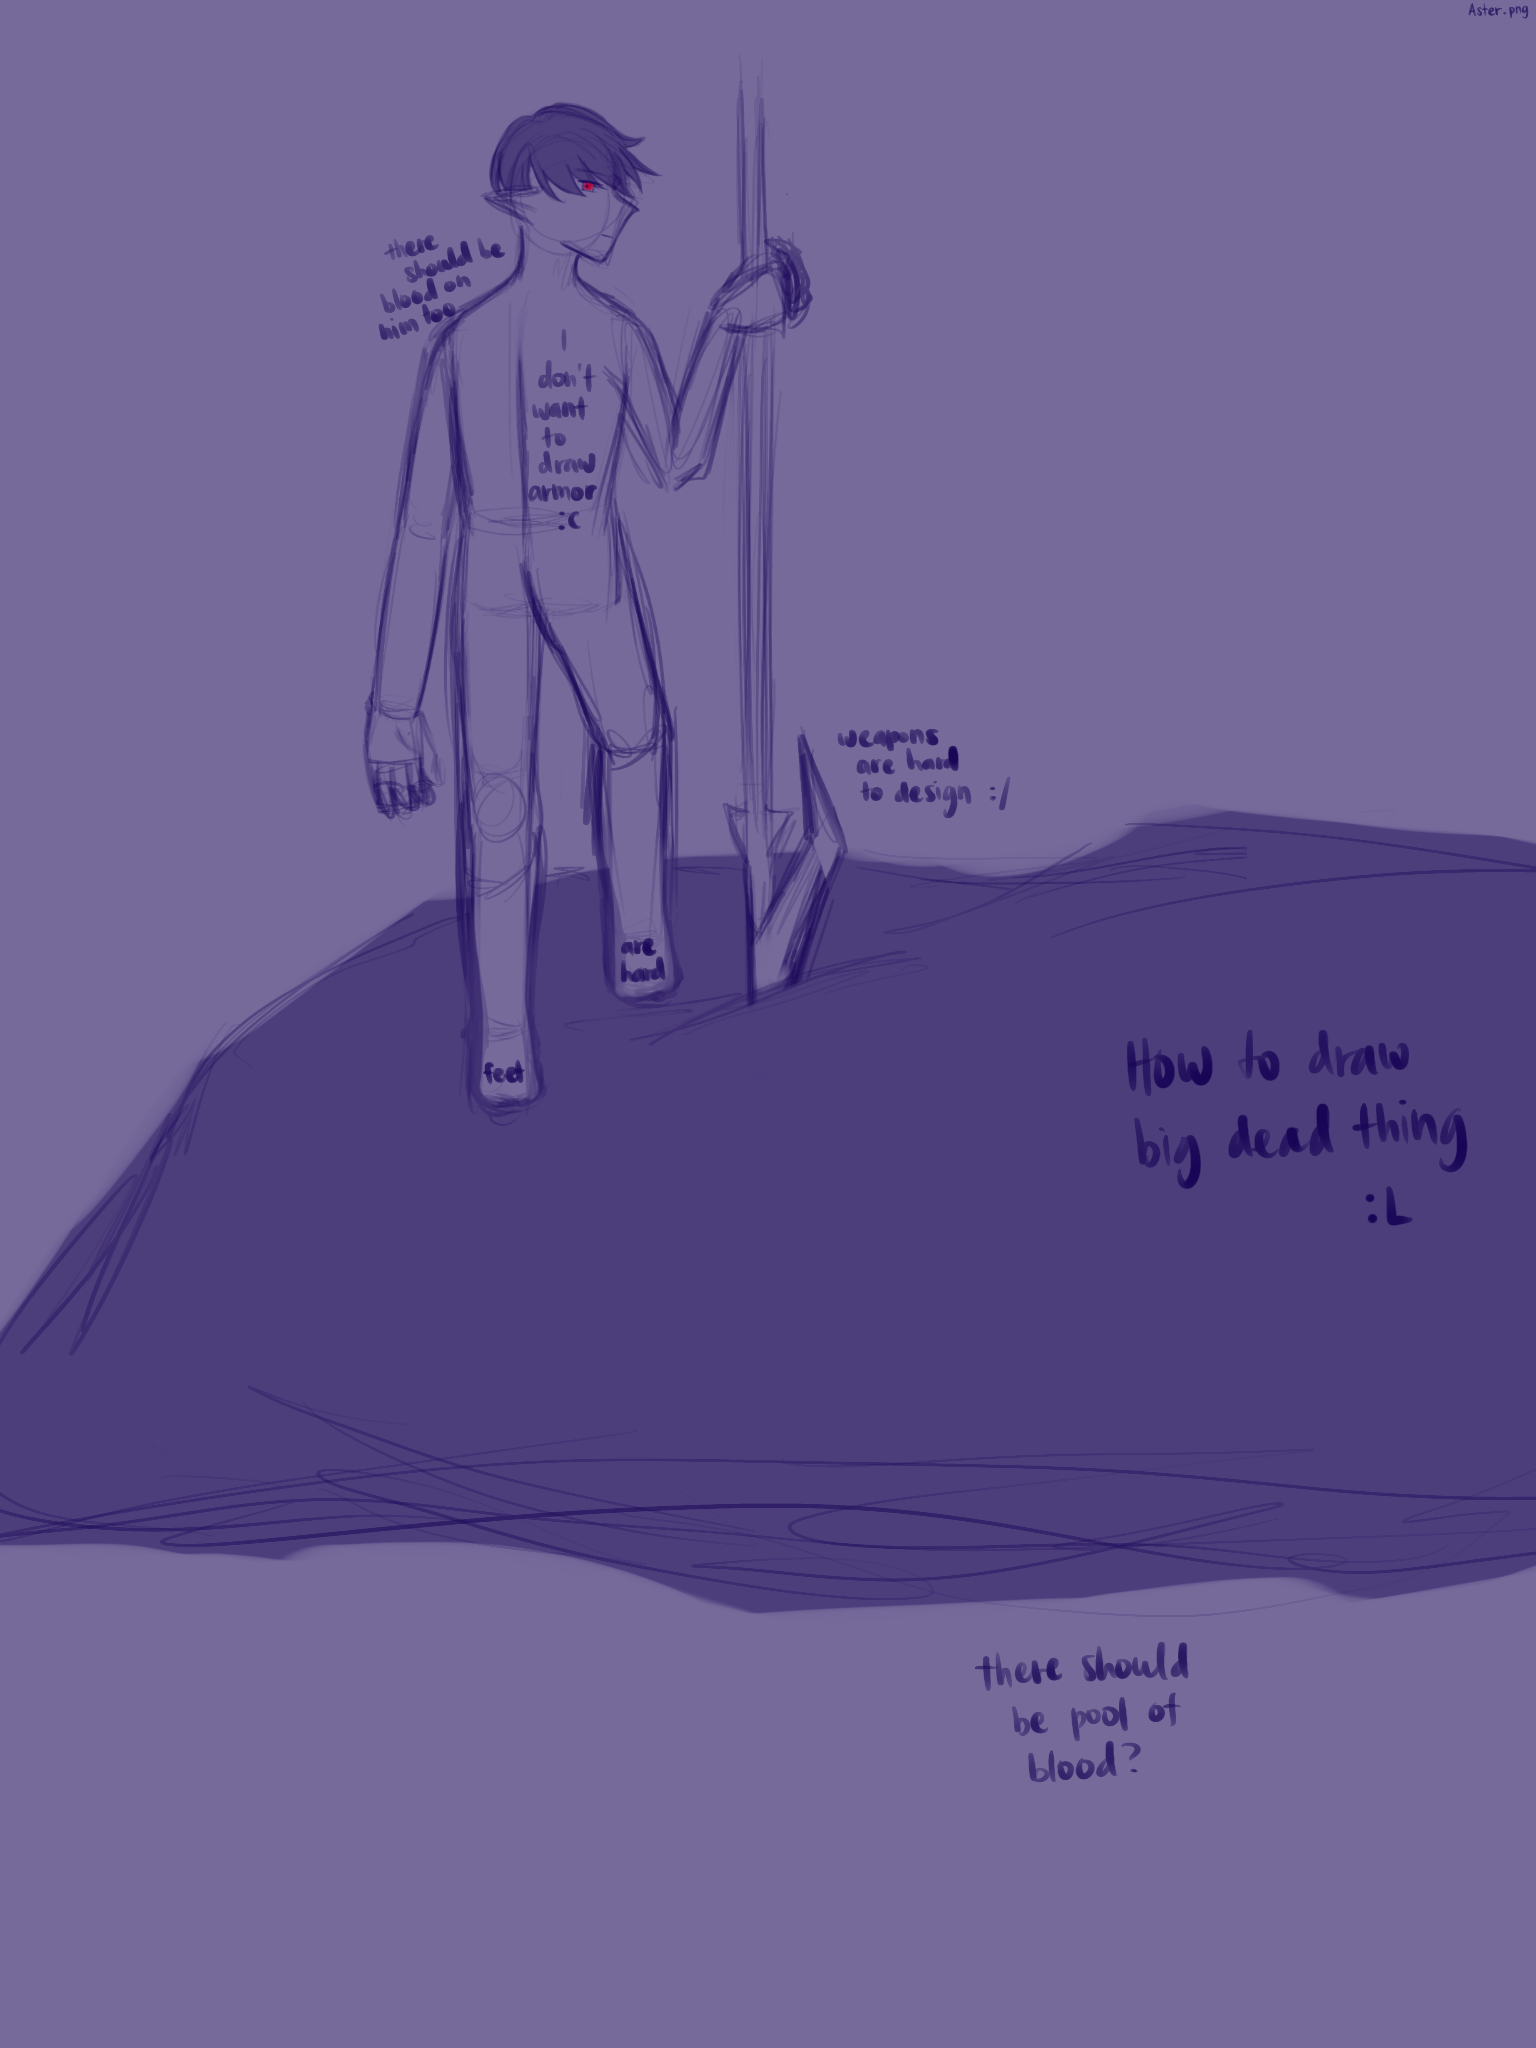 Aster.png
there
should be
blood on
him too
I
don't
want
to
draw
armor
:c
weapons
are hard
to design :/
are
hard
feet
How to draw
big dead thing
:L
there should
be pool of
blood?